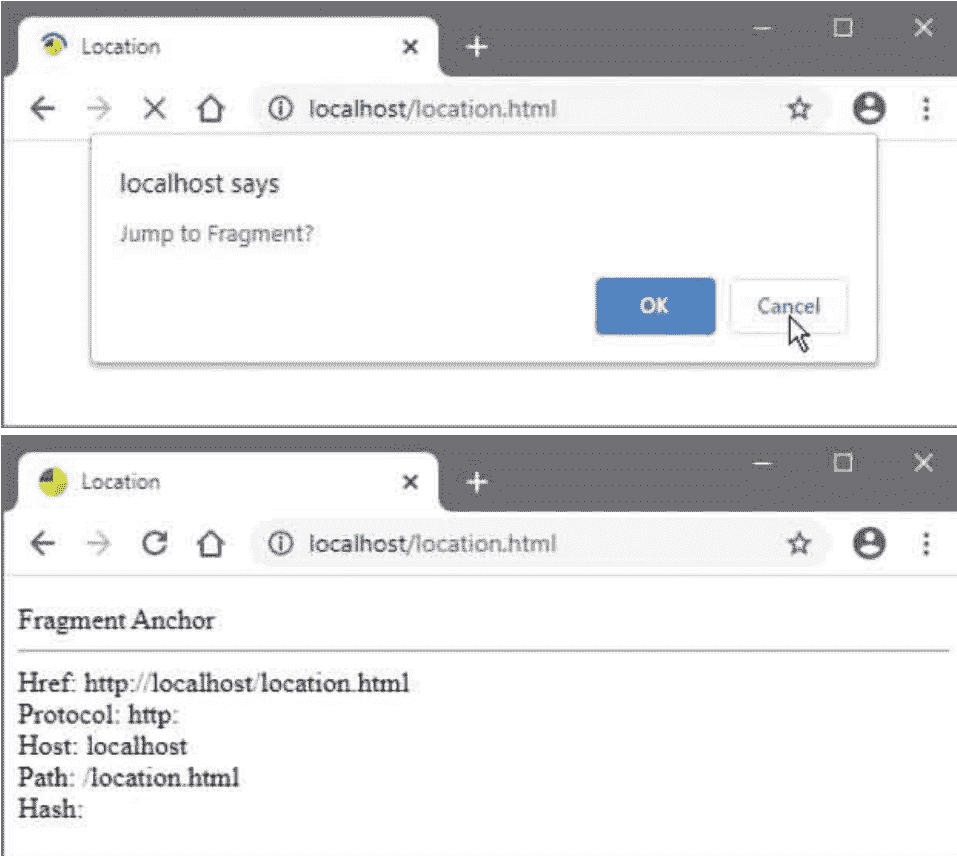 Location
localhost/location.html
localhost says
Jump to Fragment?
OK Cancel
Location
localhost/location.html
Fragment Anchor
Href: http://localhost/location.html
Protocol: http:
Host: localhost
Path: /location.html
Hash: